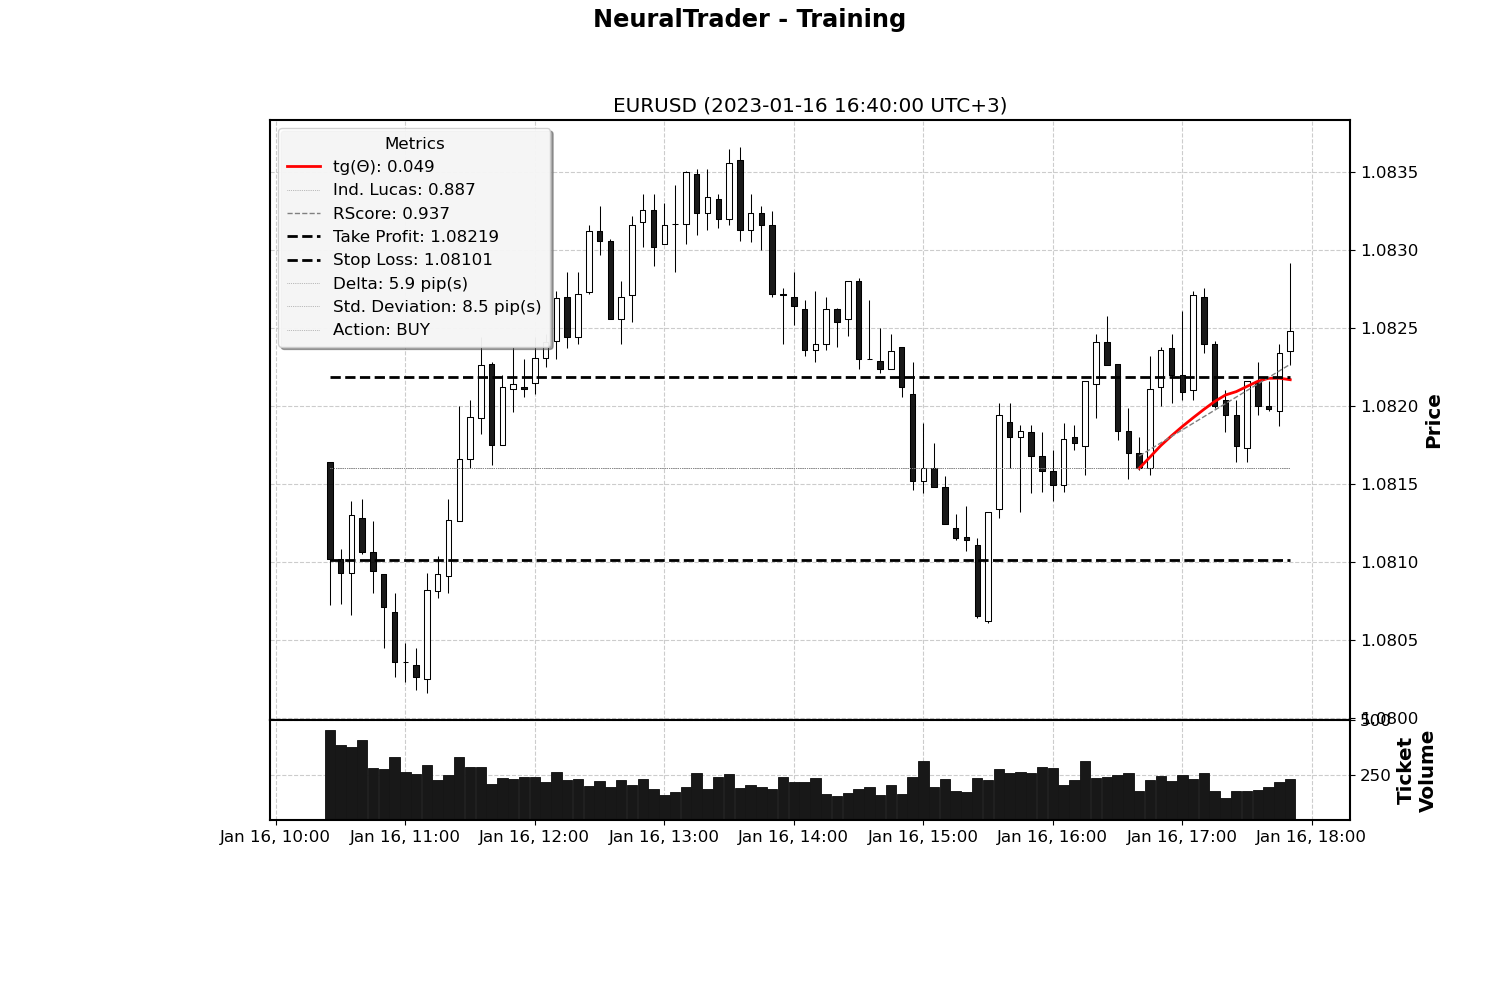 NeuralTrader - Training
EURUSD (2023-01-16 16:40:00 UTC+3)
Metrics
tg(Θ): 0.049
Ind. Lucas: 0.887
RScore: 0.937
Take Profit: 1.08219
Stop Loss: 1.08101
Delta: 5.9 pip(s)
Std. Deviation: 8.5 pip(s)
Action: BUY
1.0835
1.0830
1.0825
1.0820
1.0815
1.0810
1.0805
1.0800
Price
500
250
Ticket
Volume
Jan 16, 10:00
Jan 16, 11:00
Jan 16, 12:00
Jan 16, 13:00
Jan 16, 14:00
Jan 16, 15:00
Jan 16, 16:00
Jan 16, 17:00
Jan 16, 18:00